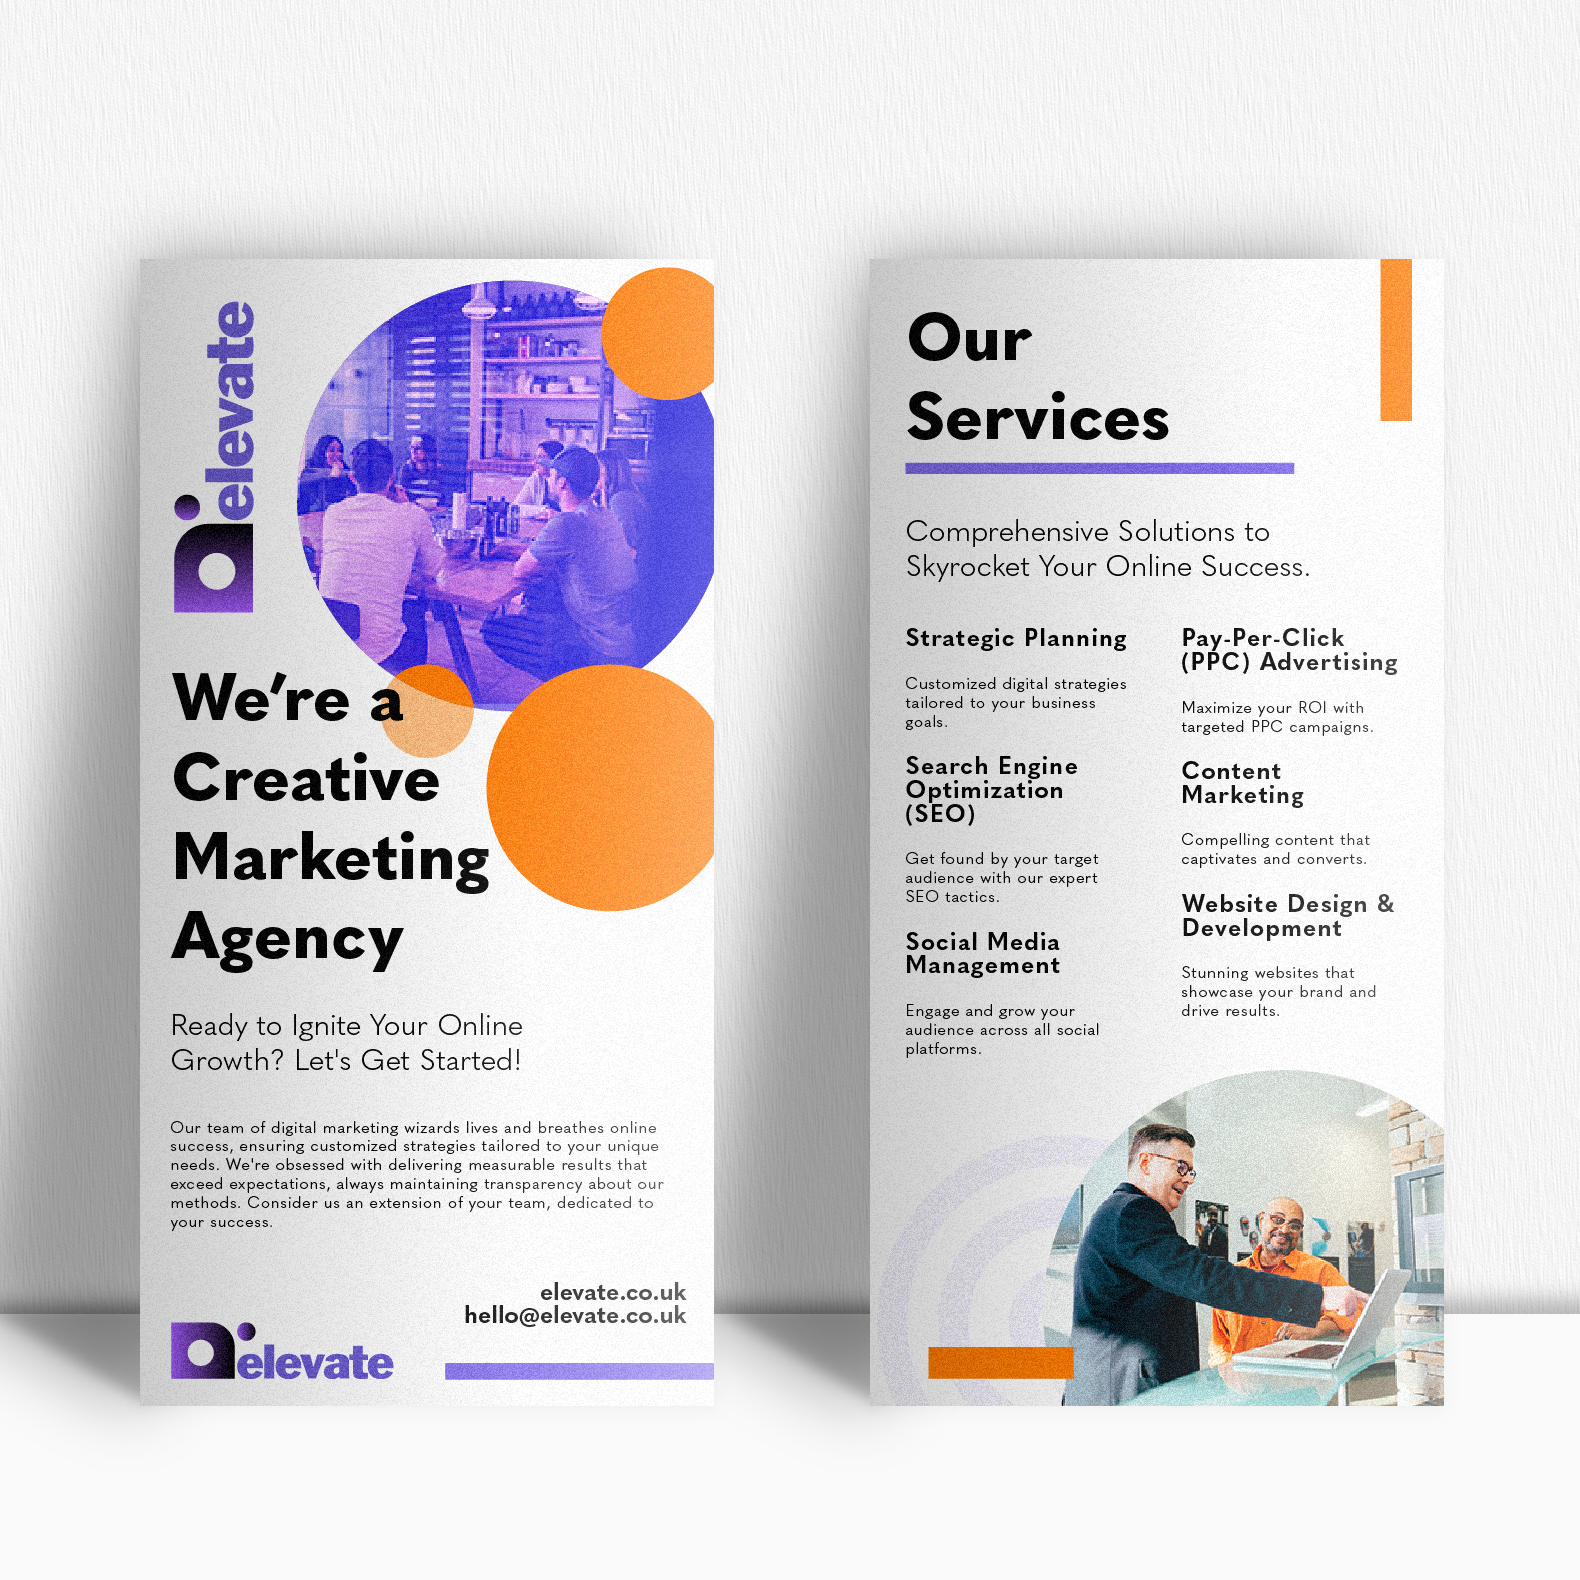 elevate
We're a
Creative
Marketing
Agency
Ready to Ignite Your Online
Growth? Let's Get Started!
Our team of digital marketing wizards lives and breathes online
success, ensuring customized strategies tailored to your unique
needs. We're obsessed with delivering measurable results that
exceed expectations, always maintaining transparency about our
methods. Consider us an extension of your team, dedicated to
your success.
elevate.co.uk
hello@elevate.co.uk
elevate
Our
Services
Comprehensive Solutions to
Skyrocket Your Online Success.
Strategic Planning
Customized digital strategies
tailored to your business
goals.
Search Engine
Optimization
(SEO)
Get found by your target
audience with our expert
SEO tactics.
Social Media
Management
Engage and grow your
audience across all social
platforms.
Pay-Per-Click
(PPC) Advertising
Maximize your ROI with
targeted PPC campaigns.
Content
Marketing
Compelling content that
captivates and converts.
Website Design &
Development
Stunning websites that
showcase your brand and
drive results.